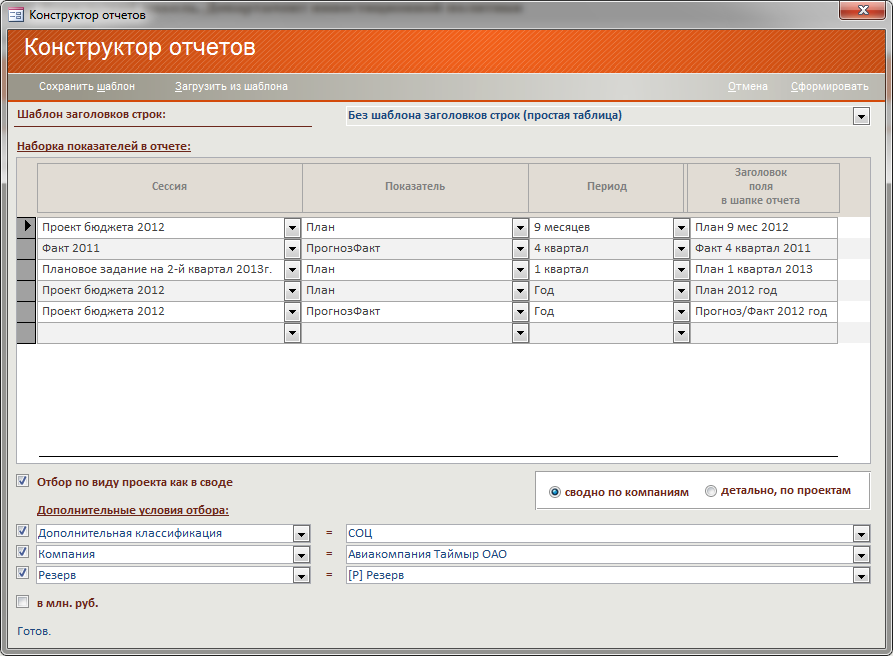 Конструктор отчетов
Конструктор отчетов
Сохранить шаблон Загрузить из шаблона Отмена Сформировать
Шаблон заголовков строк: Без шаблона заголовков строк (простая таблица)
Наборка показателей в отчете:
Сессия Показатель Период Заголовок
поля
в шапке отчета
Проект бюджета 2012 План 9 месяцев План 9 мес 2012
Факт 2011 ПрогнозФакт 4 квартал Факт 4 квартал 2011
Плановое задание на 2-й квартал 2013г. План 1 квартал План 1 квартал 2013
Проект бюджета 2012 План Год План 2012 год
Проект бюджета 2012 ПрогнозФакт Год Прогноз/Факт 2012 год
Отбор по виду проекта как в своде
сводно по компаниям детально, по проектам
Дополнительные условия отбора:
Дополнительная классификация = СОЦ
Компания = Авиакомпания Таймыр ОАО
Резерв = [Р] Резерв
в млн. руб.
Готов.